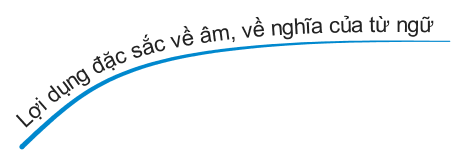 Lợi dụng đặc sắc về âm, về nghĩa của từ ngữ